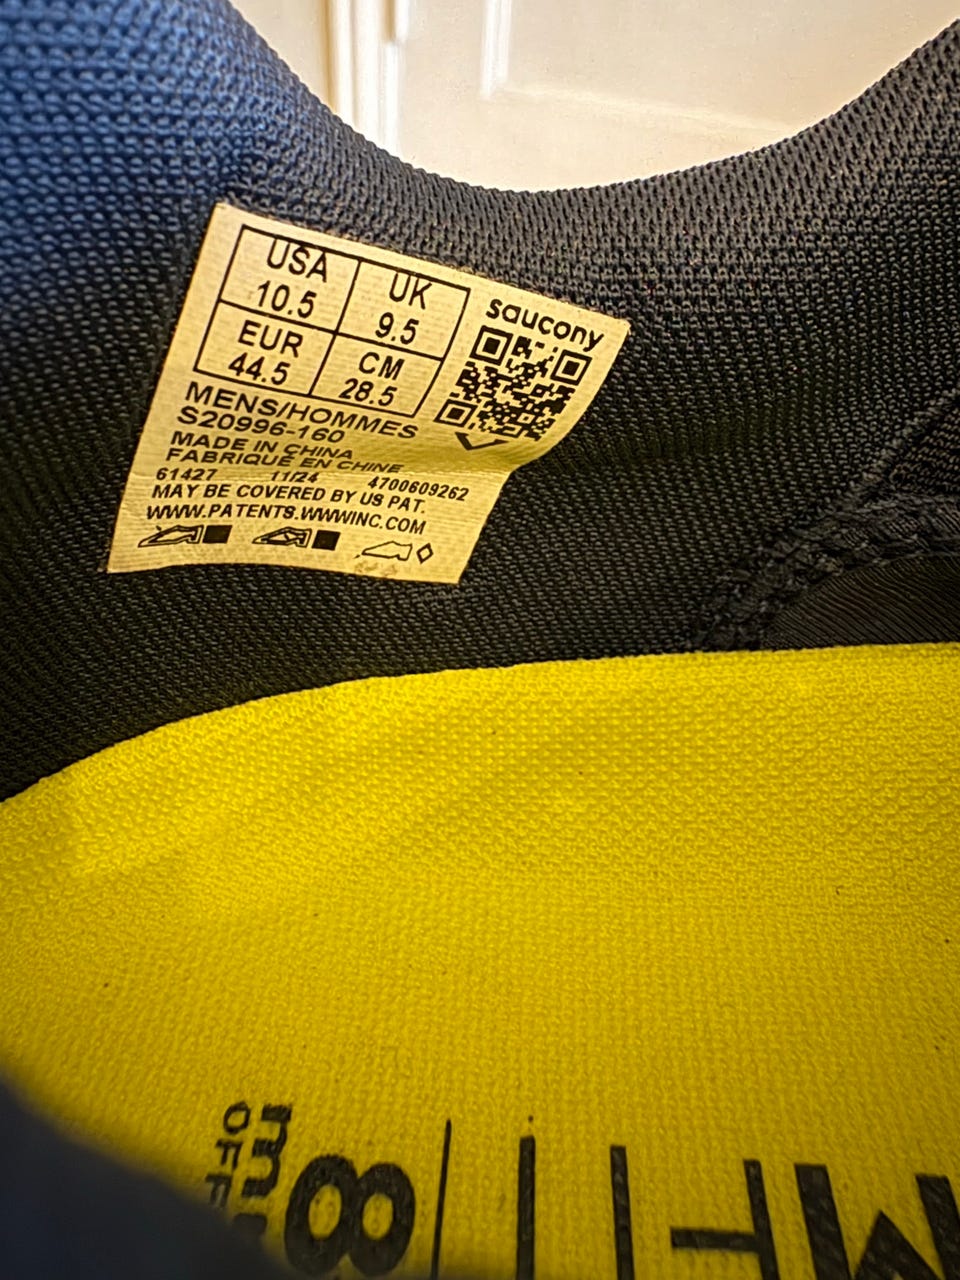 USA
10.5
UK
9.5
EUR
44.5
CM
28.5
saucony
MENS/HOMMES
S20996-160
MADE IN CHINA
FABRIQUÉ EN CHINE
61427 11/24 4700609262
MAY BE COVERED BY US PAT.
WWW.PATENTS.WWWINC.COM
8
mm
OFF